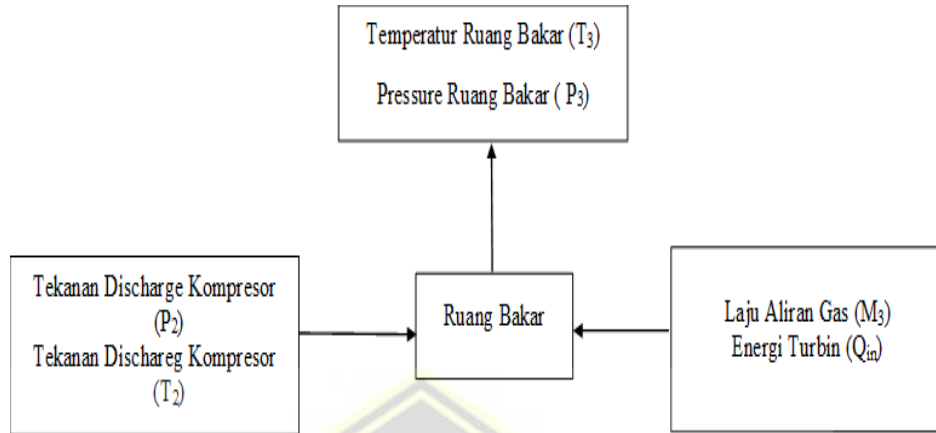 Temperatur Ruang Bakar (T₃)
Pressure Ruang Bakar ( P₃)
Tekanan Discharge Kompresor
(P₂)
Tekanan Dischareg Kompresor
(T₂)
Ruang Bakar
Laju Aliran Gas (M₃)
Energi Turbin (Qᵢₙ)